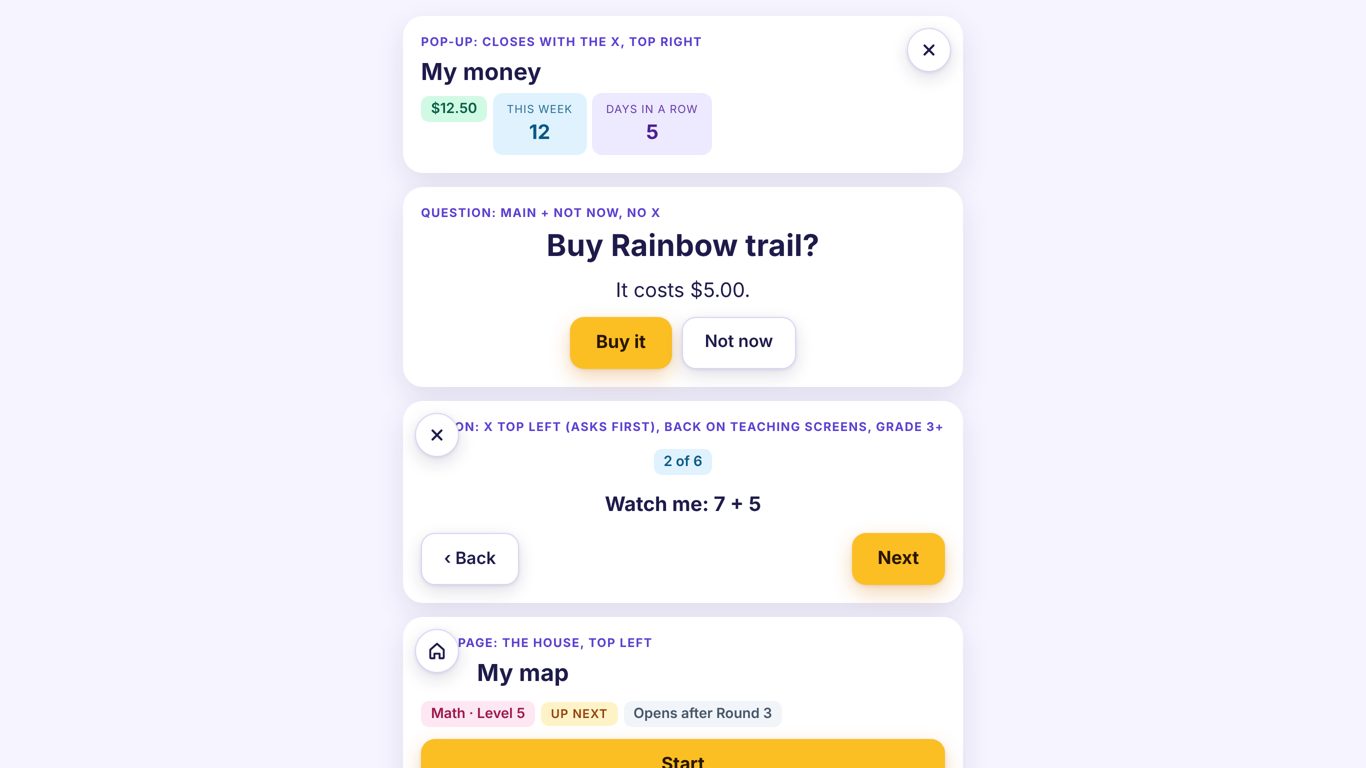 POP-UP: CLOSES WITH THE X, TOP RIGHT
My money
$12.50
THIS WEEK
12
DAYS IN A ROW
5
QUESTION: MAIN + NOT NOW, NO X
Buy Rainbow trail?
It costs $5.00.
Buy it
Not now
X TOP LEFT (ASKS FIRST), BACK ON TEACHING SCREENS, GRADE 3+
2 of 6
Watch me: 7 + 5
‹ Back
Next
PAGE: THE HOUSE, TOP LEFT
My map
Math · Level 5
UP NEXT
Opens after Round 3
Start